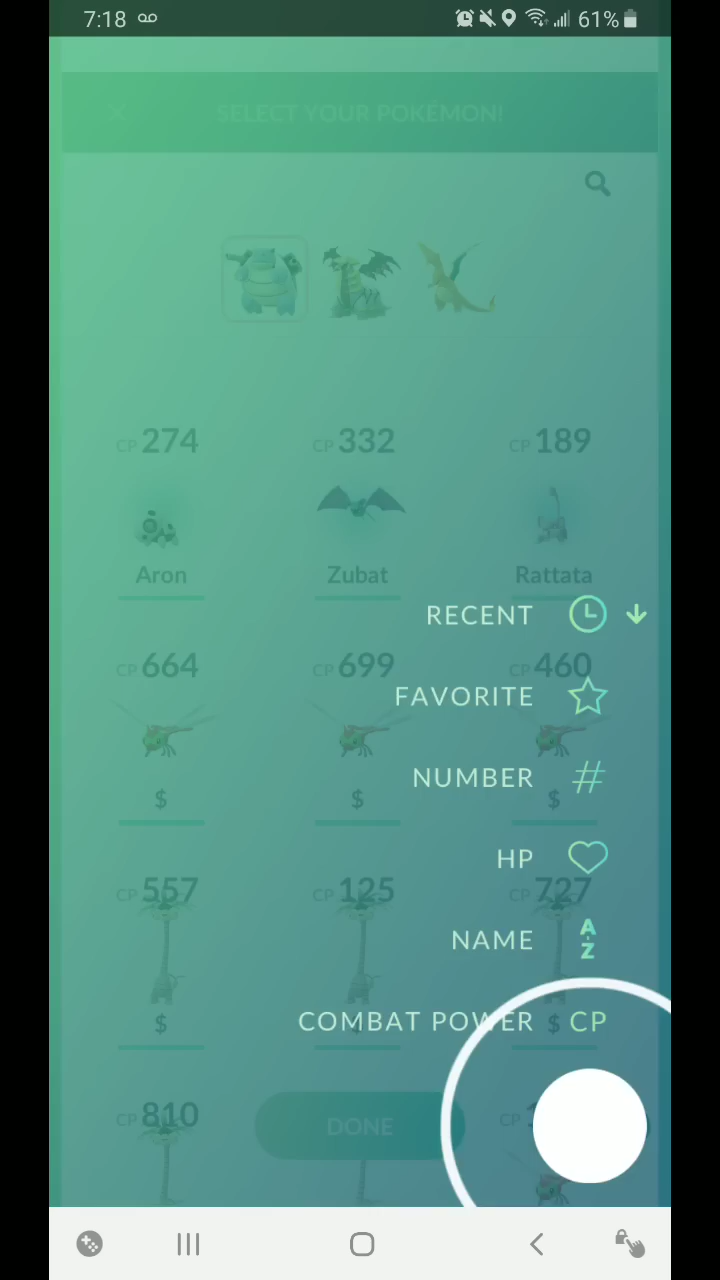 7:18 61%
SELECT YOUR POKÉMON!
CP 274 CP 332 CP 189
Aron Zubat Rattata
RECENT
CP 664 CP 699 CP 460
FAVORITE
NUMBER #
$ $ $
HP
CP 557 CP 125 CP 727
NAME A-Z
COMBAT POWER CP
$ $ $
CP 810 CP
DONE